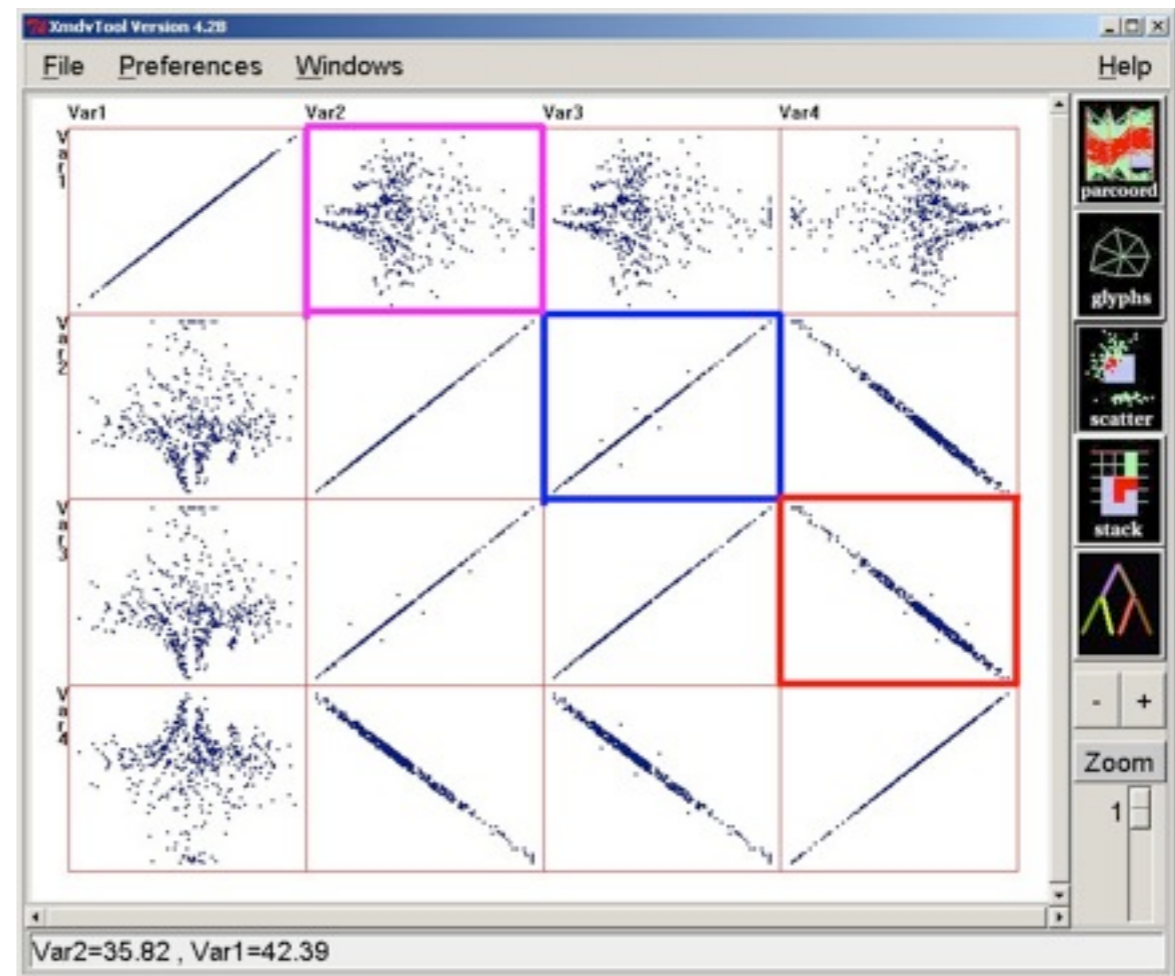 XmdvTool Version 4.2B
File Preferences Windows Help
Var1 Var2 Var3 Var4
Var1
Var2
Var3
Var4
parcoord
glyphs
scatter
stack
- +
Zoom
1
Var2=35.82 , Var1=42.39